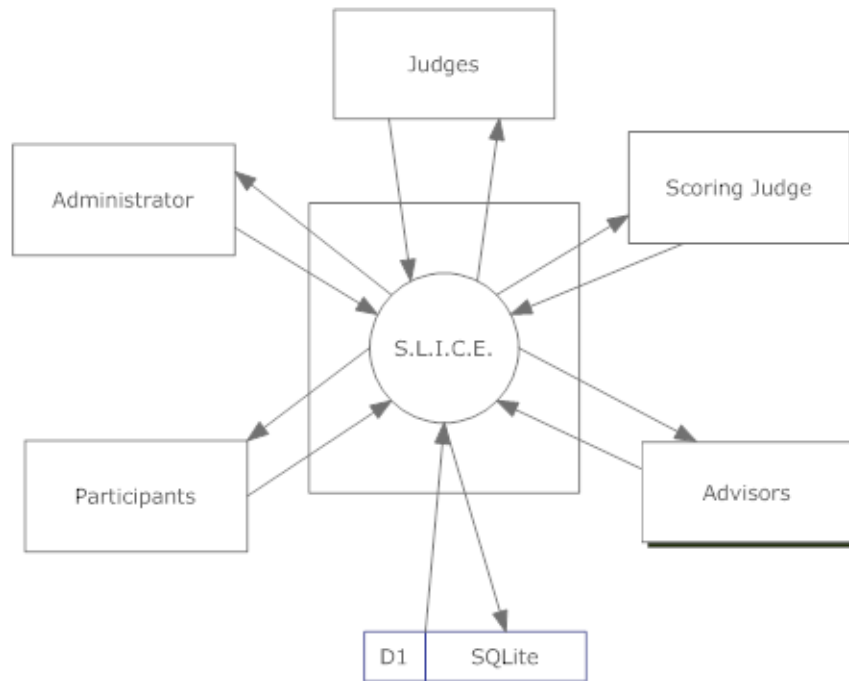 Judges
Administrator
Scoring Judge
S.L.I.C.E.
Participants
Advisors
D1
SQLite